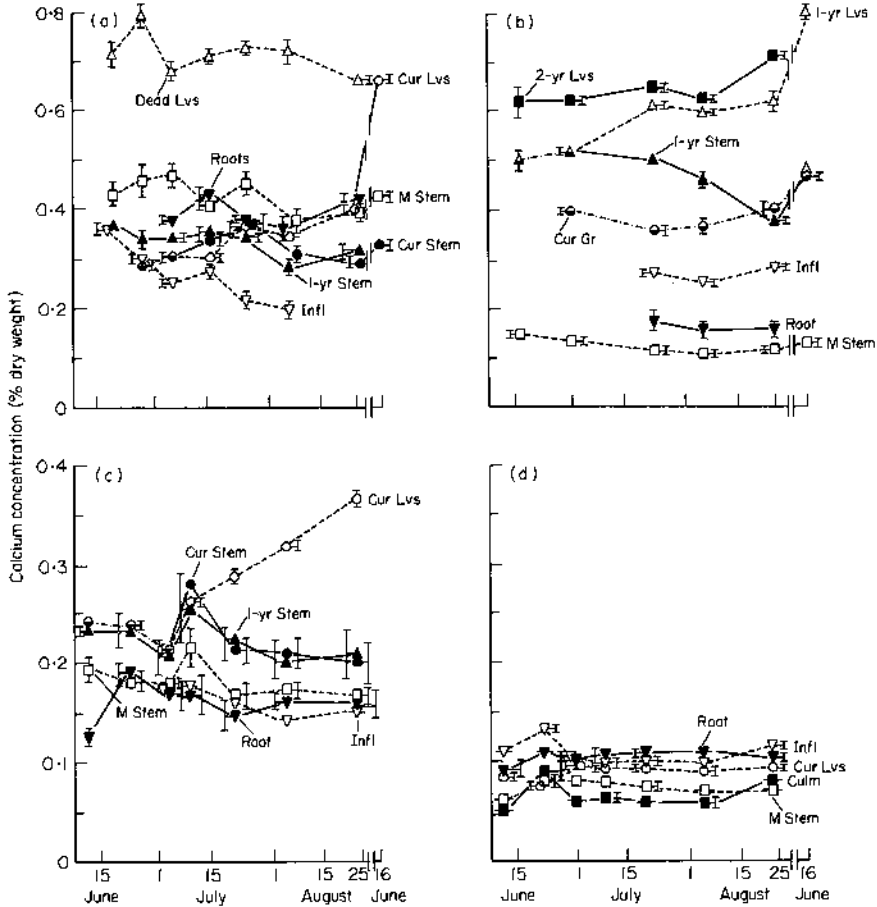 Calcium concentration (% dry weight)
(a)
0·8
0·6
0·4
0·2
0
Dead Lvs
Roots
Cur Lvs
M Stem
Cur Stem
1-yr Stem
Infl
(b)
1-yr Lvs
2-yr Lvs
1-yr Stem
Cur Gr
Infl
Root
M Stem
(c)
0·4
0·3
0·2
0·1
0
Cur Lvs
Cur Stem
1-yr Stem
M Stem
Root
Infl
15 1 15 1 15 25 16
June July August June
(d)
Root
Infl
Cur Lvs
Culm
M Stem
15 1 15 1 15 25 16
June July August June